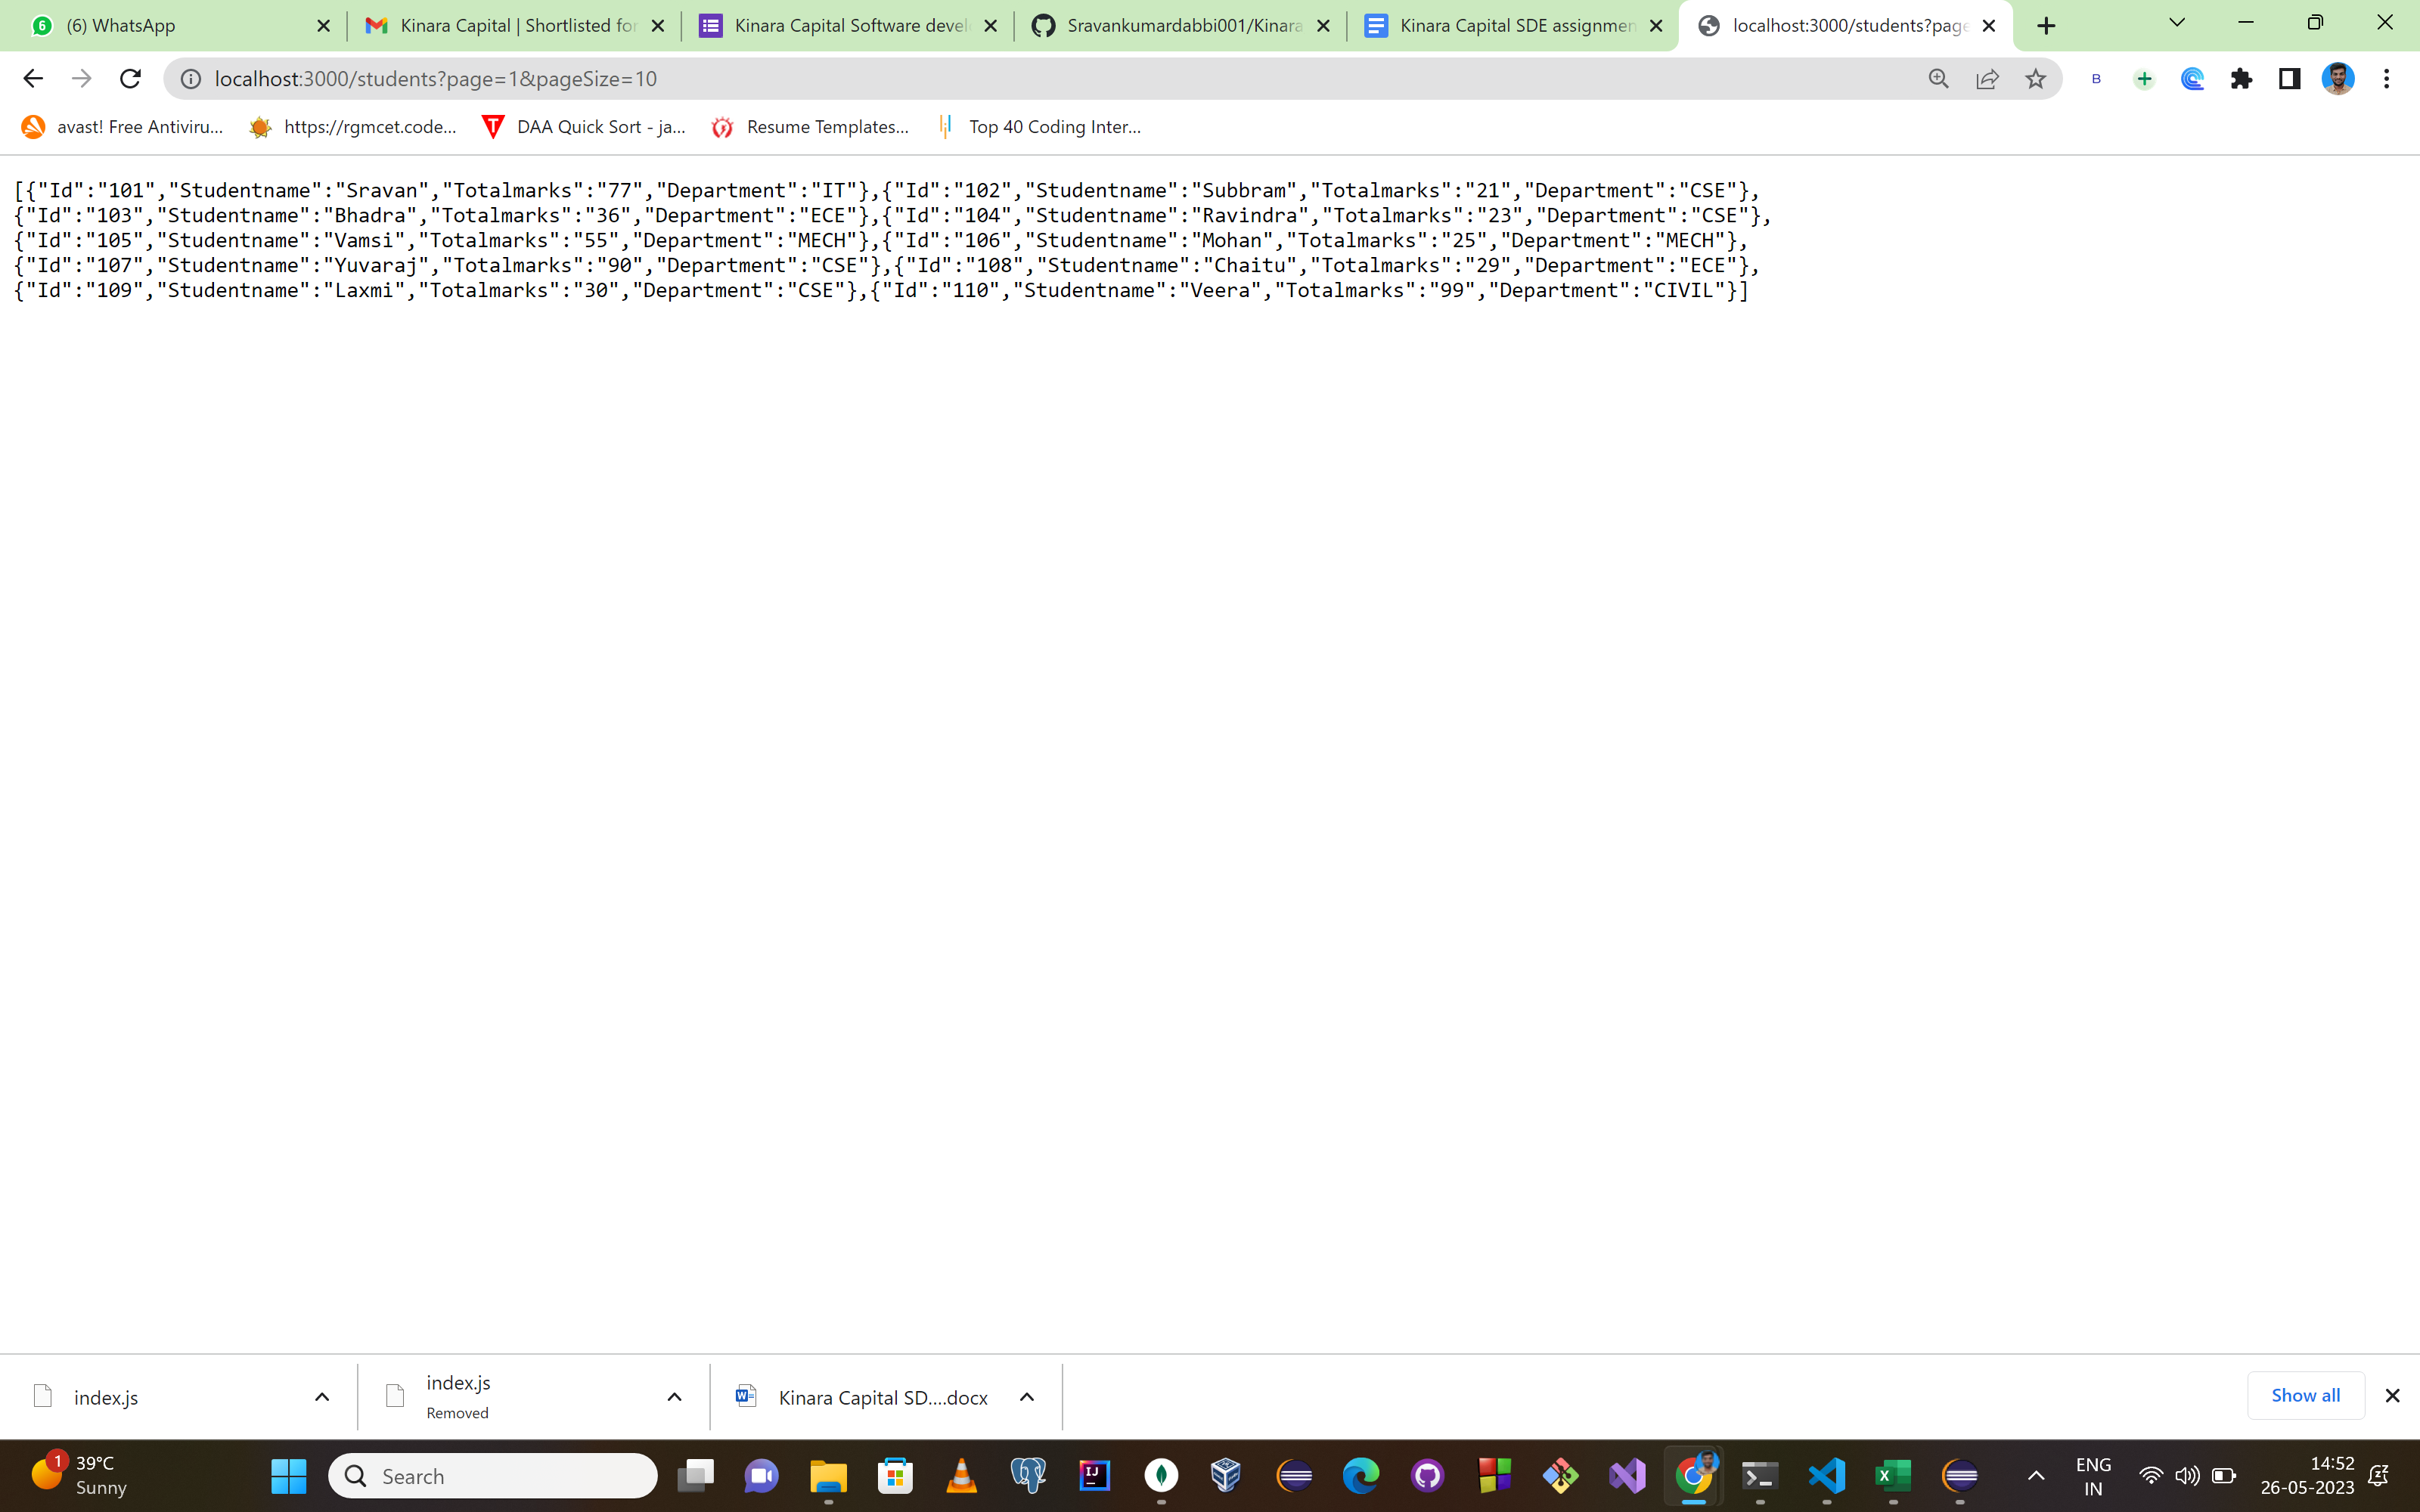 6 (6) WhatsApp
Kinara Capital | Shortlisted for
Kinara Capital Software devel
Sravankumardabbi001/Kinara
Kinara Capital SDE assignmen
localhost:3000/students?page
localhost:3000/students?page=1&pageSize=10
B
avast! Free Antiviru...
https://rgmcet.code...
T DAA Quick Sort - ja...
Resume Templates...
Top 40 Coding Inter...
[{"Id":"101","Studentname":"Sravan","Totalmarks":"77","Department":"IT"},{"Id":"102","Studentname":"Subbram","Totalmarks":"21","Department":"CSE"},
{"Id":"103","Studentname":"Bhadra","Totalmarks":"36","Department":"ECE"},{"Id":"104","Studentname":"Ravindra","Totalmarks":"23","Department":"CSE"},
{"Id":"105","Studentname":"Vamsi","Totalmarks":"55","Department":"MECH"},{"Id":"106","Studentname":"Mohan","Totalmarks":"25","Department":"MECH"},
{"Id":"107","Studentname":"Yuvaraj","Totalmarks":"90","Department":"CSE"},{"Id":"108","Studentname":"Chaitu","Totalmarks":"29","Department":"ECE"},
{"Id":"109","Studentname":"Laxmi","Totalmarks":"30","Department":"CSE"},{"Id":"110","Studentname":"Veera","Totalmarks":"99","Department":"CIVIL"}]
index.js
index.js
Removed
W Kinara Capital SD....docx
Show all
1 39°C
Sunny
Search
IJ
X
ENG
IN
14:52
26-05-2023